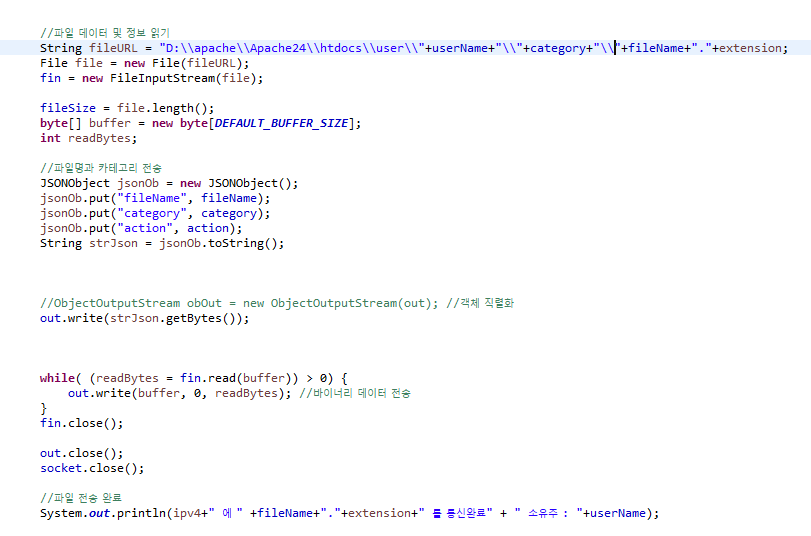 //파일 데이터 및 정보 읽기
String fileURL = "D:\\apache\\Apache24\\htdocs\\user\\"+userName+"\\"+category+"\\"+fileName+"."+extension;
File file = new File(fileURL);
fin = new FileInputStream(file);
fileSize = file.length();
byte[] buffer = new byte[DEFAULT_BUFFER_SIZE];
int readBytes;
//파일명과 카테고리 전송
JSONObject jsonOb = new JSONObject();
jsonOb.put("fileName", fileName);
jsonOb.put("category", category);
jsonOb.put("action", action);
String strJson = jsonOb.toString();
//ObjectOutputStream obOut = new ObjectOutputStream(out); //객체 직렬화
out.write(strJson.getBytes());
while( (readBytes = fin.read(buffer)) > 0) {
out.write(buffer, 0, readBytes); //바이너리 데이터 전송
}
fin.close();
out.close();
socket.close();
//파일 전송 완료
System.out.println(ipv4+" 에 " +fileName+"."+extension+" 를 통신완료" + " 소유주 : "+userName);